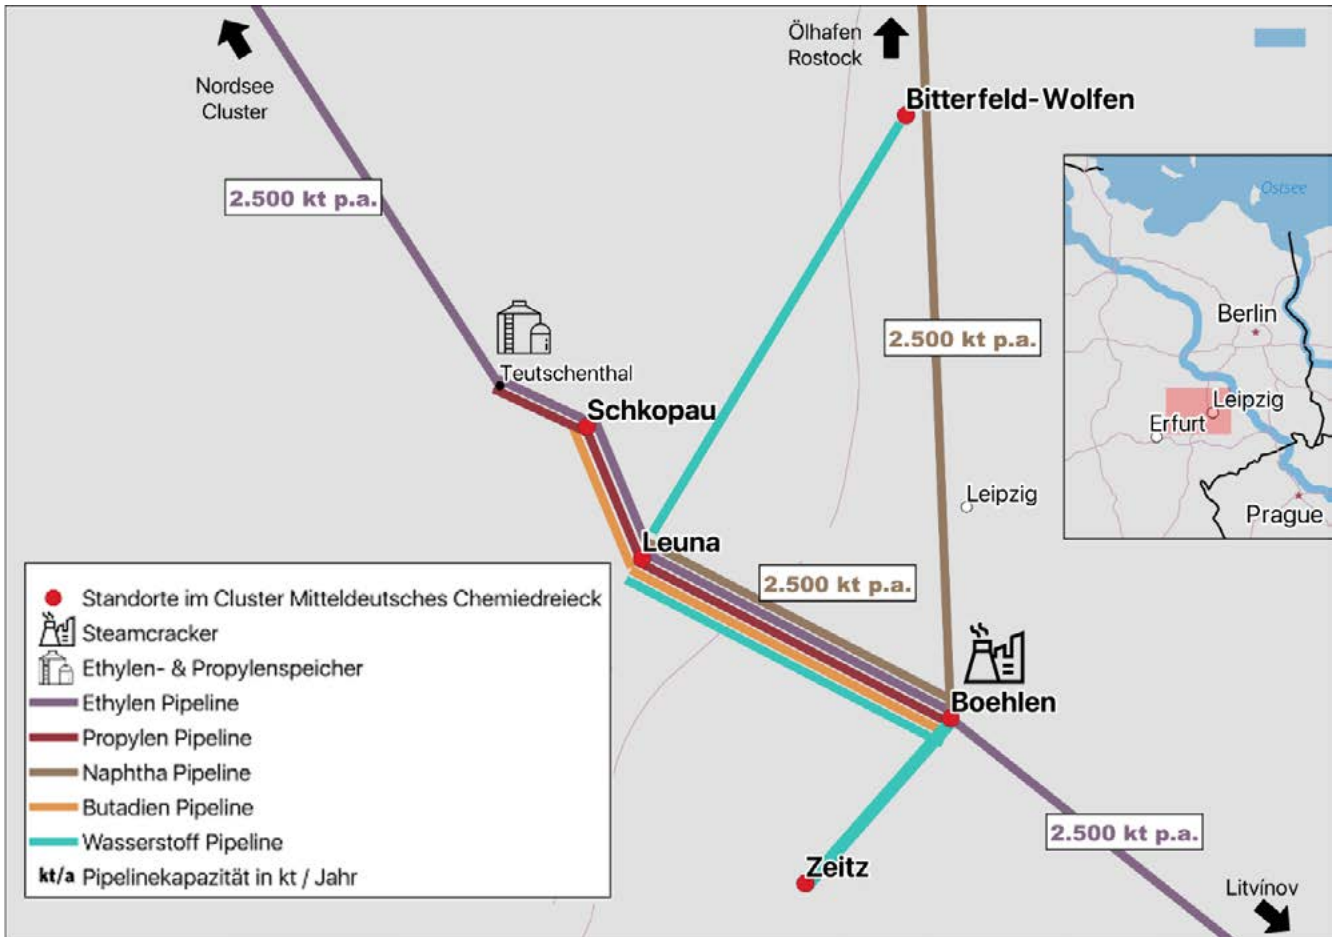 Nordsee
Cluster
Ölhafen
Rostock
Bitterfeld-Wolfen
2.500 kt p.a.
2.500 kt p.a.
Teutschenthal
Schkopau
Leipzig
Leuna
2.500 kt p.a.
Boehlen
2.500 kt p.a.
Zeitz
Litvínov
Ostsee
Berlin
Leipzig
Erfurt
Prague
Standorte im Cluster Mitteldeutsches Chemiedreieck
Steamcracker
Ethylen- & Propylenspeicher
Ethylen Pipeline
Propylen Pipeline
Naphtha Pipeline
Butadien Pipeline
Wasserstoff Pipeline
kt/a Pipelinekapazität in kt / Jahr